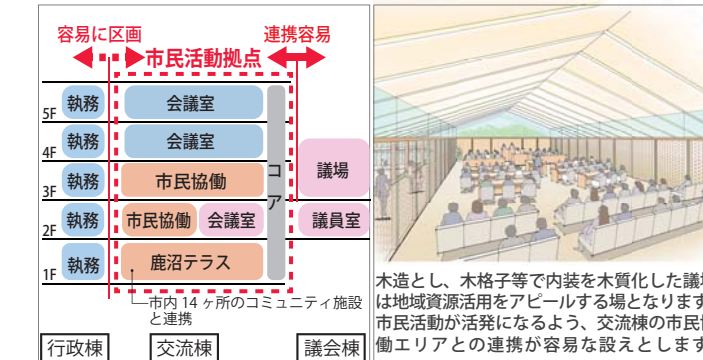 容易に区画
連携容易
市民活動拠点
5F 執務 会議室
4F 執務 会議室
3F 執務 市民協働
コア
議場
2F 執務 市民協働 会議室 議員室
1F 執務 鹿沼テラス
市内 14 ヶ所のコミュニティ施設
と連携
行政棟 交流棟 議会棟
木造とし、木格子等で内装を木質化した議場
は地域資源活用をアピールする場となります
市民活動が活発になるよう、交流棟の市民協
働エリアとの連携が容易な設えとします